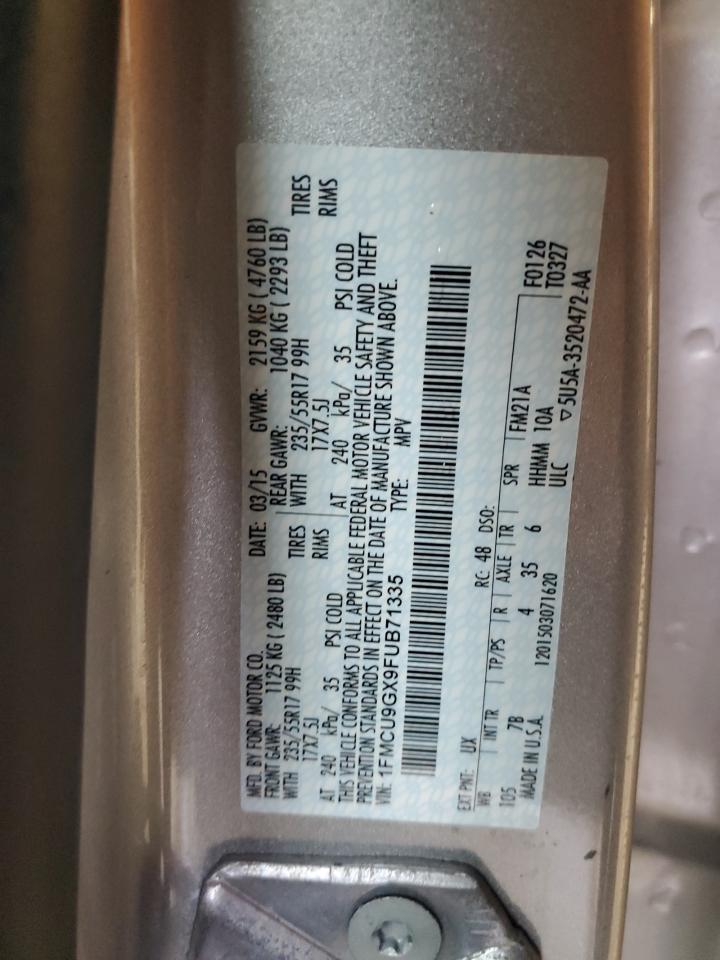 MFD. BY FORD MOTOR CO.
DATE: 03/15 GVWR: 2159 KG ( 4760 LB)
FRONT GAWR: 1125 KG ( 2480 LB) REAR GAWR: 1040 KG ( 2293 LB)
WITH 235/55R17 99H TIRES WITH 235/55R17 99H TIRES
17X7.5J RIMS 17X7.5J RIMS
AT 240 kPa/ 35 PSI COLD AT 240 kPa/ 35 PSI COLD
THIS VEHICLE CONFORMS TO ALL APPLICABLE FEDERAL MOTOR VEHICLE SAFETY AND THEFT
PREVENTION STANDARDS IN EFFECT ON THE DATE OF MANUFACTURE SHOWN ABOVE.
VIN: 1FMCU9GX9FUB71335 TYPE: MPV
EXT PNT: UX RC: 48 DSO: F0126
WB INT TR TP/PS R AXLE TR SPR T0327
105 7B 4 35 6 FM21A
HHMM 10A
MADE IN U.S.A. 1201503071620 ULC ▽5U5A-3520472-AA